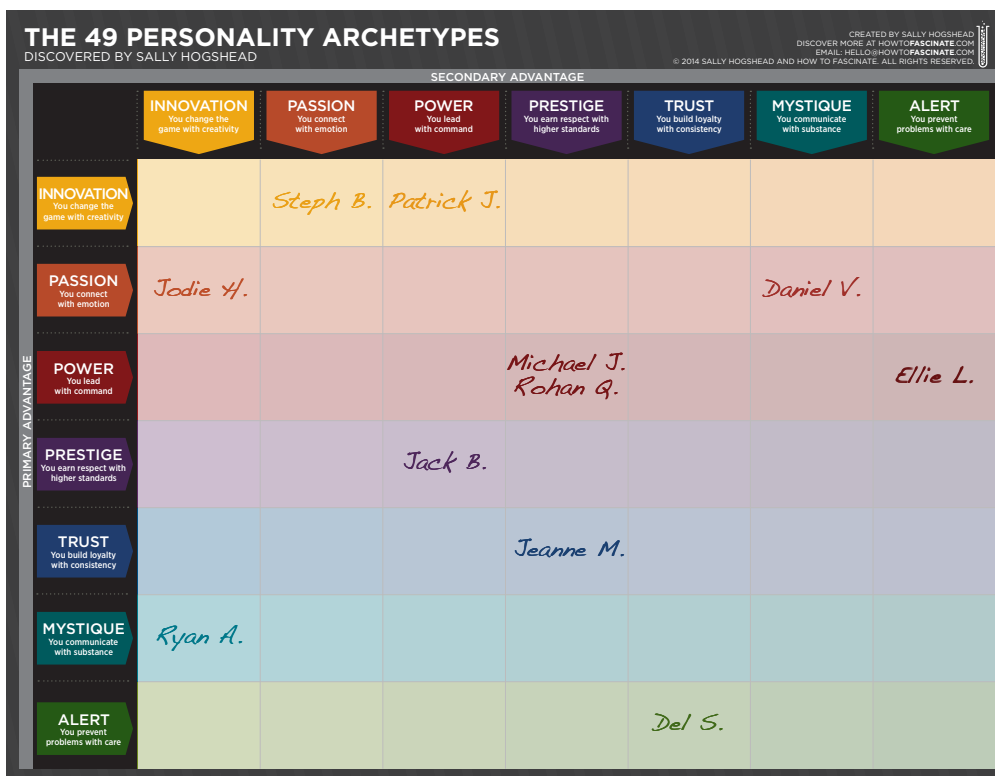 THE 49 PERSONALITY ARCHETYPES
DISCOVERED BY SALLY HOGSHEAD
CREATED BY SALLY HOGSHEAD
DISCOVER MORE AT HOWTOFASCINATE.COM
EMAIL: HELLO@HOWTOFASCINATE.COM
© 2014 SALLY HOGSHEAD AND HOW TO FASCINATE. ALL RIGHTS RESERVED.
SECONDARY ADVANTAGE
INNOVATION
You change the
game with creativity
PASSION
You connect
with emotion
POWER
You lead
with command
PRESTIGE
You earn respect with
higher standards
TRUST
You build loyalty
with consistency
MYSTIQUE
You communicate
with substance
ALERT
You prevent
problems with care
PRIMARY ADVANTAGE
INNOVATION
You change the
game with creativity
Steph B.
Patrick J.
PASSION
You connect
with emotion
Jodie H.
Daniel V.
POWER
You lead
with command
Michael J.
Rohan Q.
Ellie L.
PRESTIGE
You earn respect with
higher standards
Jack B.
TRUST
You build loyalty
with consistency
Jeanne M.
MYSTIQUE
You communicate
with substance
Ryan A.
ALERT
You prevent
problems with care
Del S.